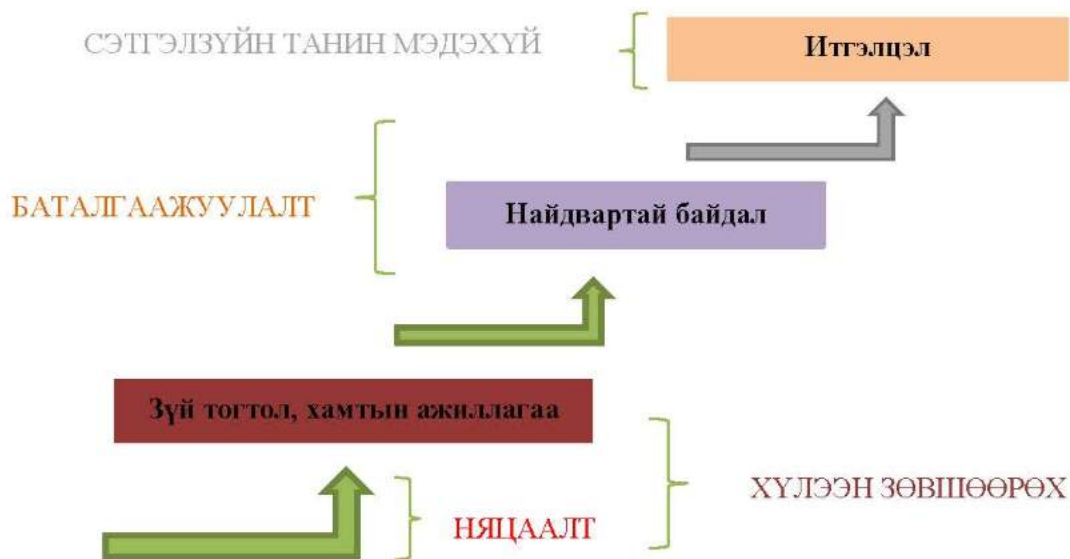 СЭТГЭЛЗҮЙН ТАНИН МЭДЭХҮЙ
Итгэлцэл
БАТАЛГААЖУУЛАЛТ
Найдвартай байдал
Зүй тогтол, хамтын ажиллагаа
ХҮЛЭЭН ЗӨВШӨӨРӨХ
НЯЦААЛТ